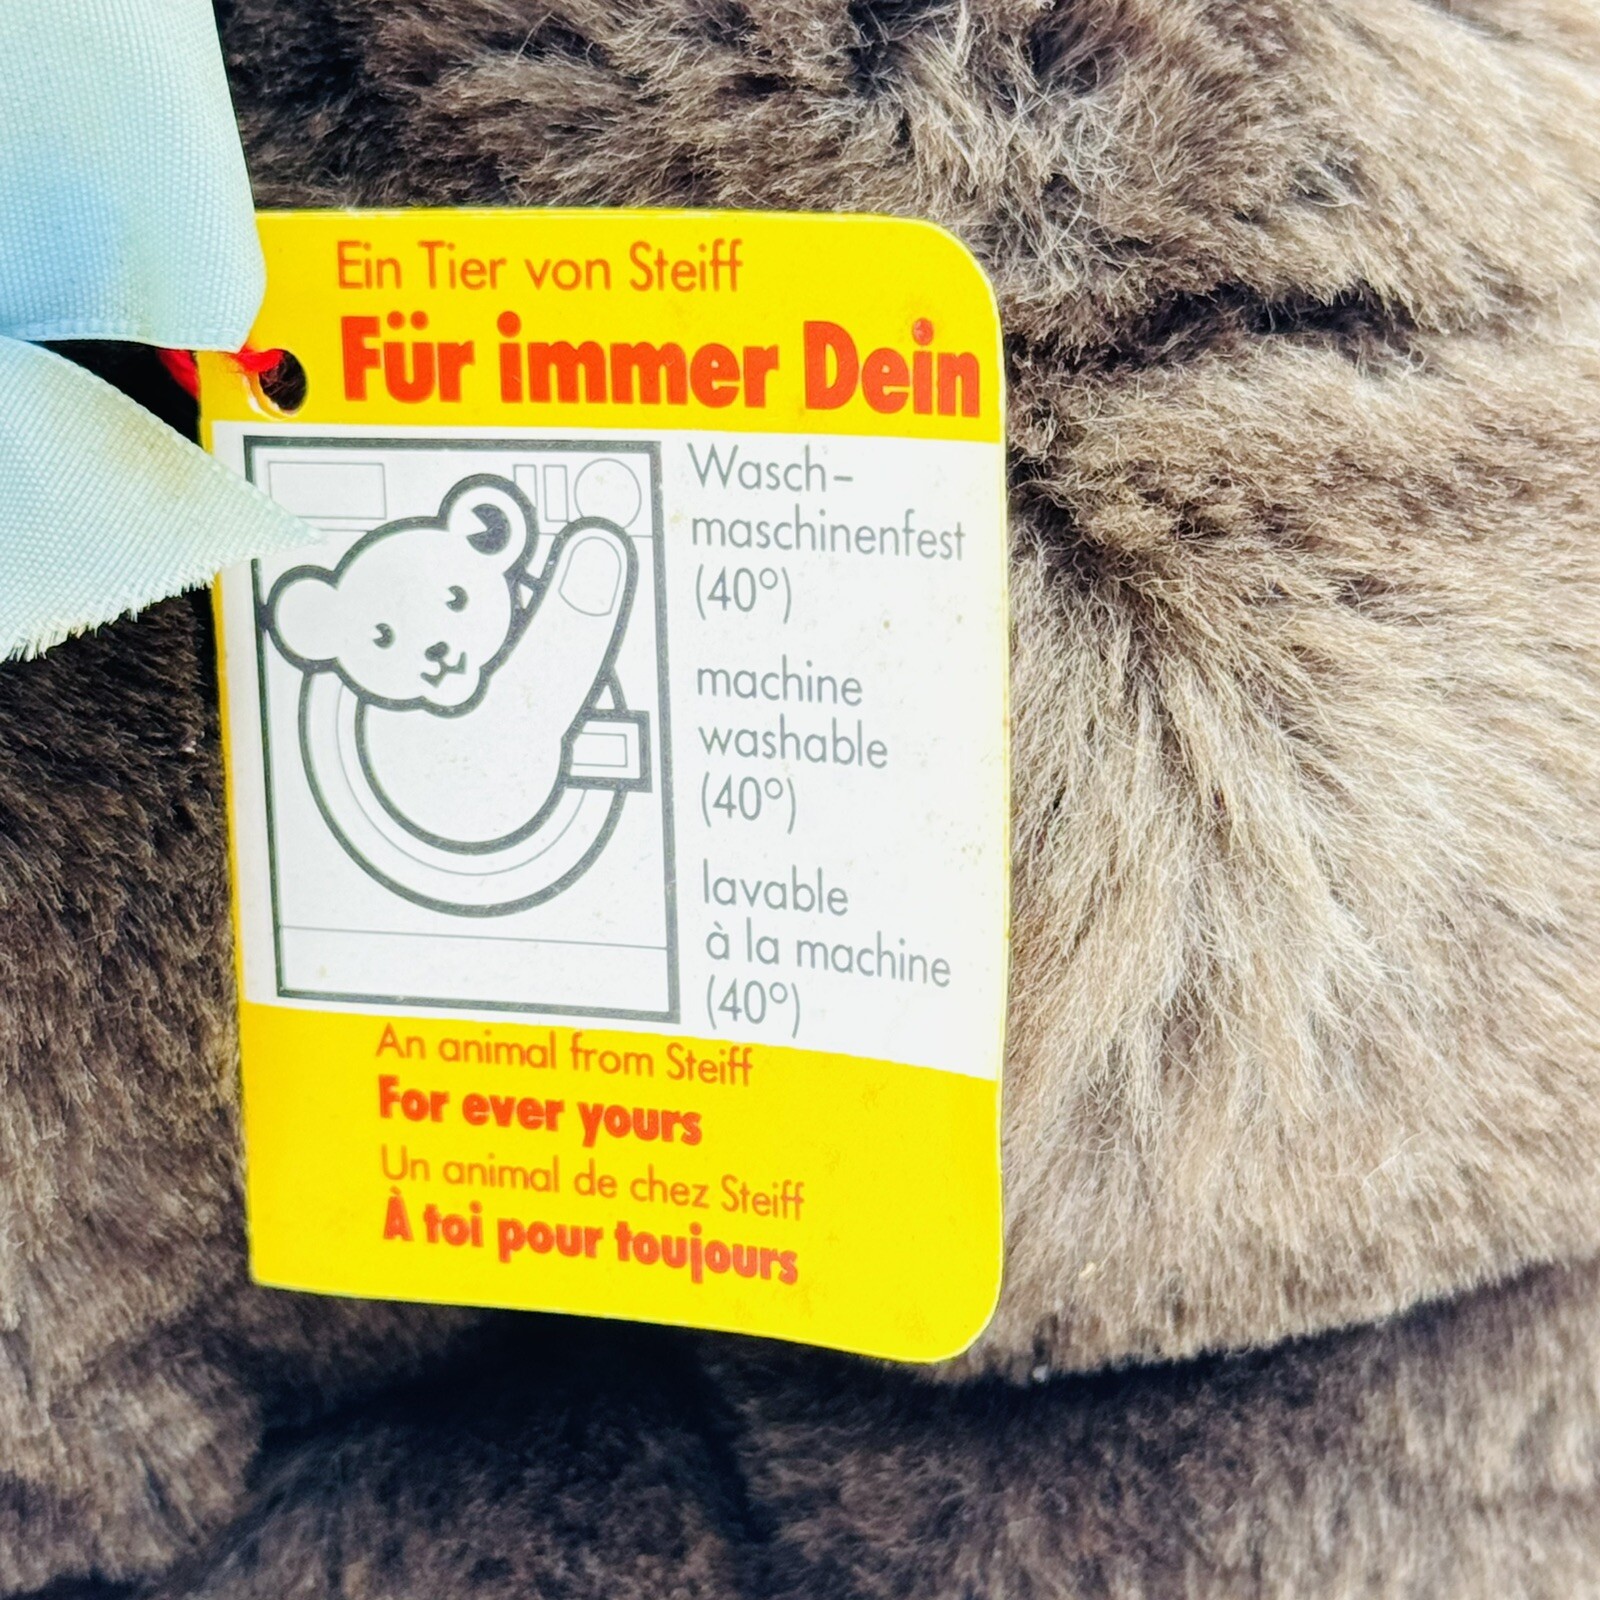 Ein Tier von Steiff
Für immer Dein
Wasch-
maschinenfest
(40°)
machine
washable
(40°)
lavable
à la machine
(40°)
An animal from Steiff
For ever yours
Un animal de chez Steiff
À toi pour toujours